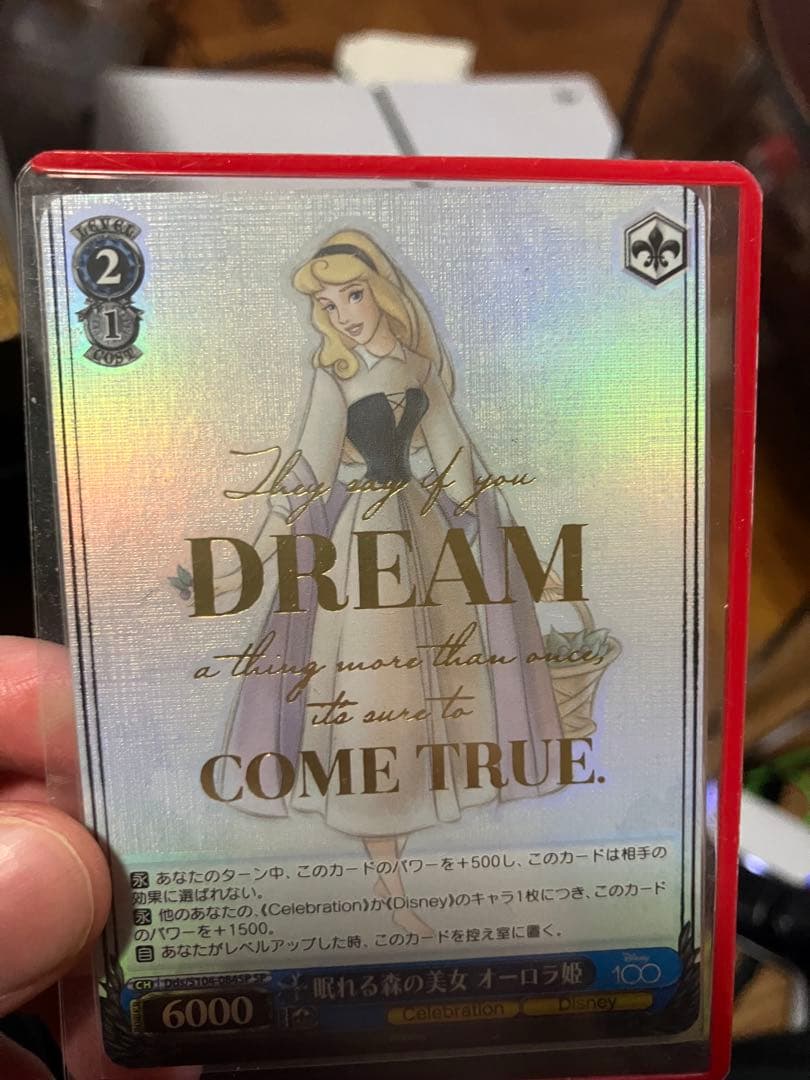 LEVEL
2
1
COST
They say if you
DREAM
a thing more than once,
it's sure to
COME TRUE.
永 あなたのターン中、このカードのパワーを+500し、このカードは相手の
効果に選ばれない。
永 他のあなたの、《Celebration》か《Disney》のキャラ1枚につき、このカード
のパワーを+1500。
自 あなたがレベルアップした時、このカードを控え室に置く。
CH Dds/S104-084SP SP
眠れる森の美女 オーロラ姫
Disney
100
6000
Celebration
Disney